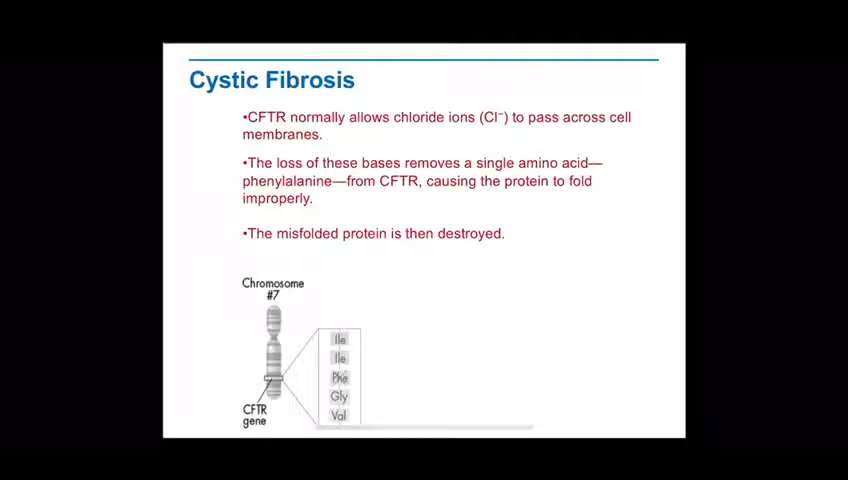 Cystic Fibrosis
•CFTR normally allows chloride ions (Cl⁻) to pass across cell
membranes.
•The loss of these bases removes a single amino acid—
phenylalanine—from CFTR, causing the protein to fold
improperly.
•The misfolded protein is then destroyed.
Chromosome
#7
Ile
Ile
Phe
Gly
Val
CFTR
gene